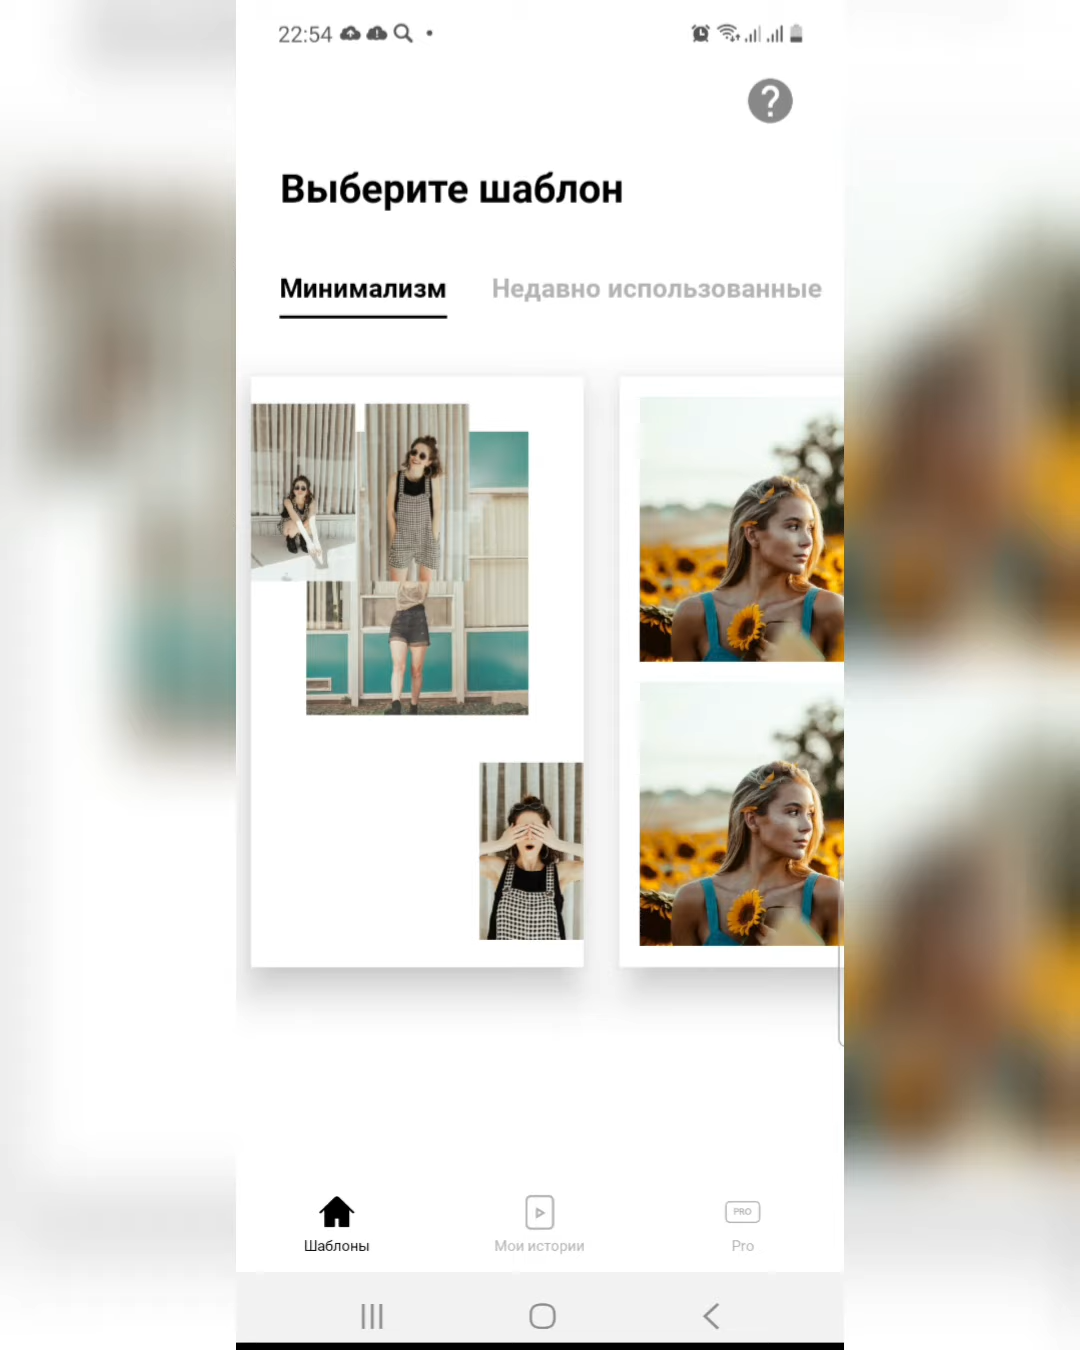 22:54
Выберите шаблон
Минимализм Недавно использованные
PRO
Шаблоны Мои истории Pro